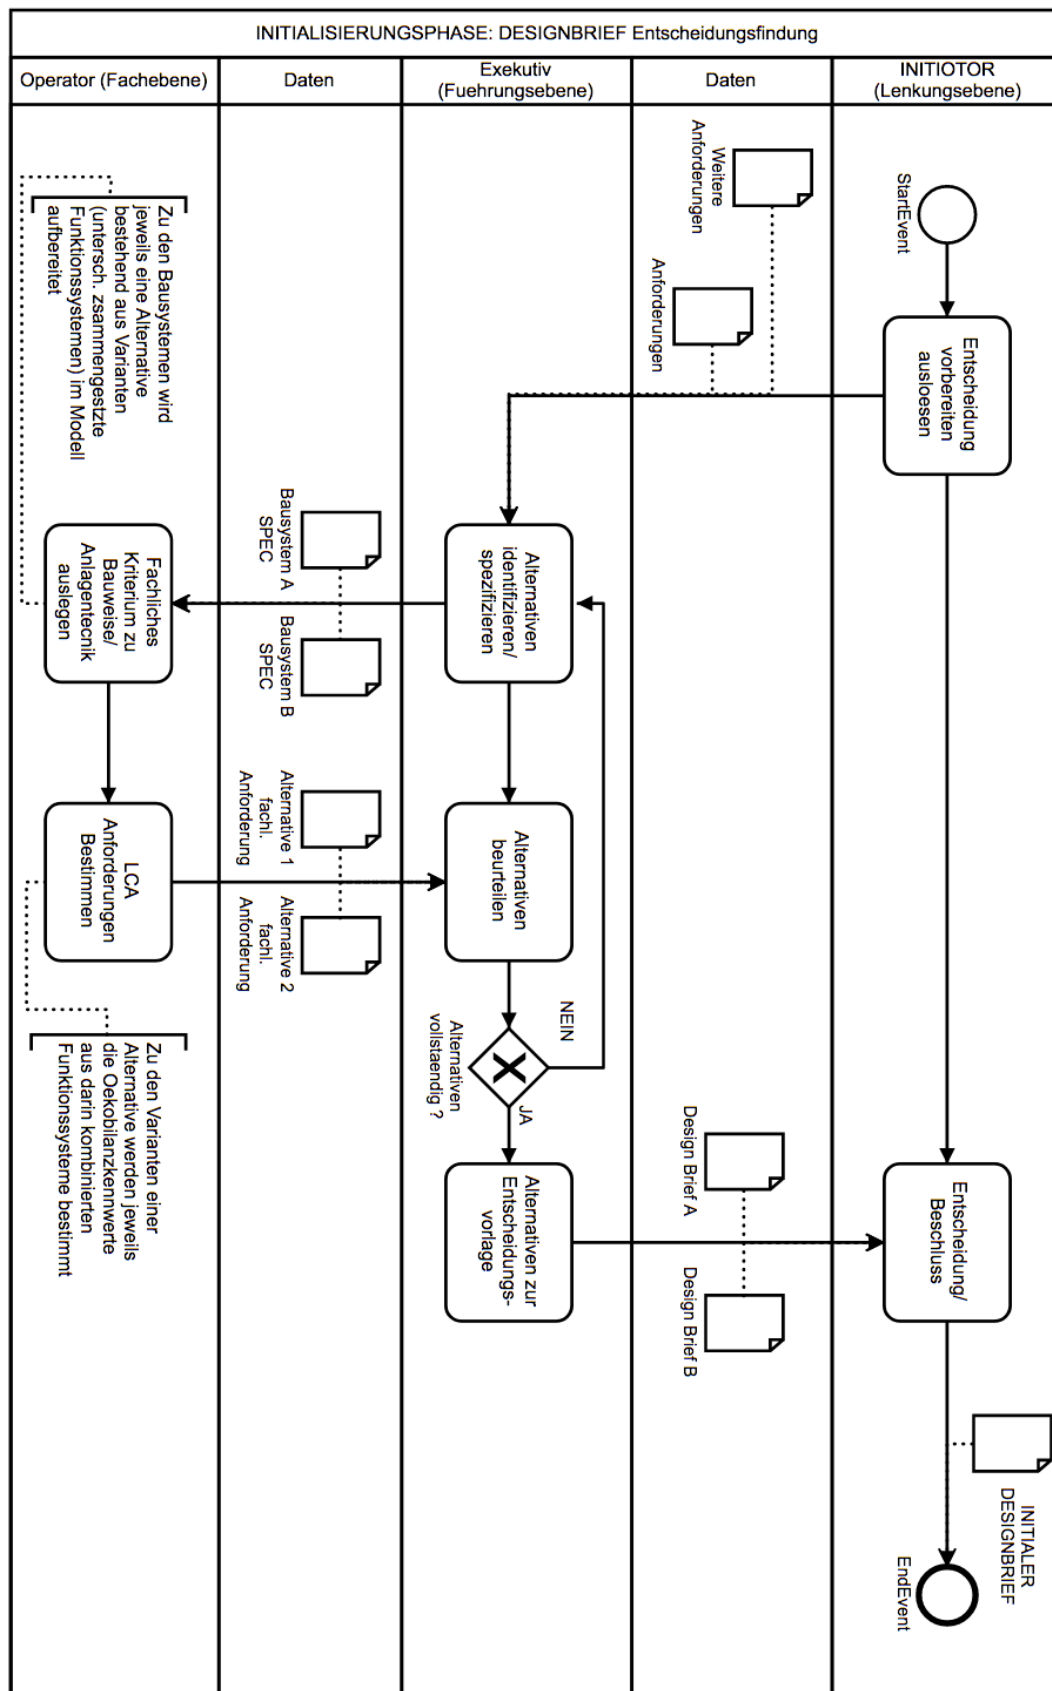 INITIALISIERUNGSPHASE: DESIGNBRIEF Entscheidungsfindung
Operator (Fachebene)
Daten
Exekutiv
(Fuehrungsebene)
Daten
INITIOTOR
(Lenkungsebene)
StartEvent
Entscheidung
vorbereiten
ausloesen
Weitere
Anforderungen
Anforderungen
Alternativen
identifizieren/
spezifizieren
Bausystem A
SPEC
Bausystem B
SPEC
Zu den Bausystemen wird
jeweils eine Alternative
bestehend aus Varianten
(untersch. zsammengestzte
Funktionssystemen) im Modell
aufbereitet
Fachliches
Kriterium zu
Bauweise/
Anlagentecnik
auslegen
LCA
Anforderungen
Bestimmen
Alternative 1
fachl.
Anforderung
Alternative 2
fachl.
Anforderung
Zu den Varianten einer
Alternative werden jeweils
die Oekobilanzkennwerte
aus darin kombinierten
Funktionssysteme bestimmt
Alternativen
beurteilen
NEIN
Alternativen
vollstaendig ?
JA
Alternativen zur
Entscheidungs-
vorlage
Design Brief A
Design Brief B
Entscheidung/
Beschluss
INITIALER
DESIGNBRIEF
EndEvent